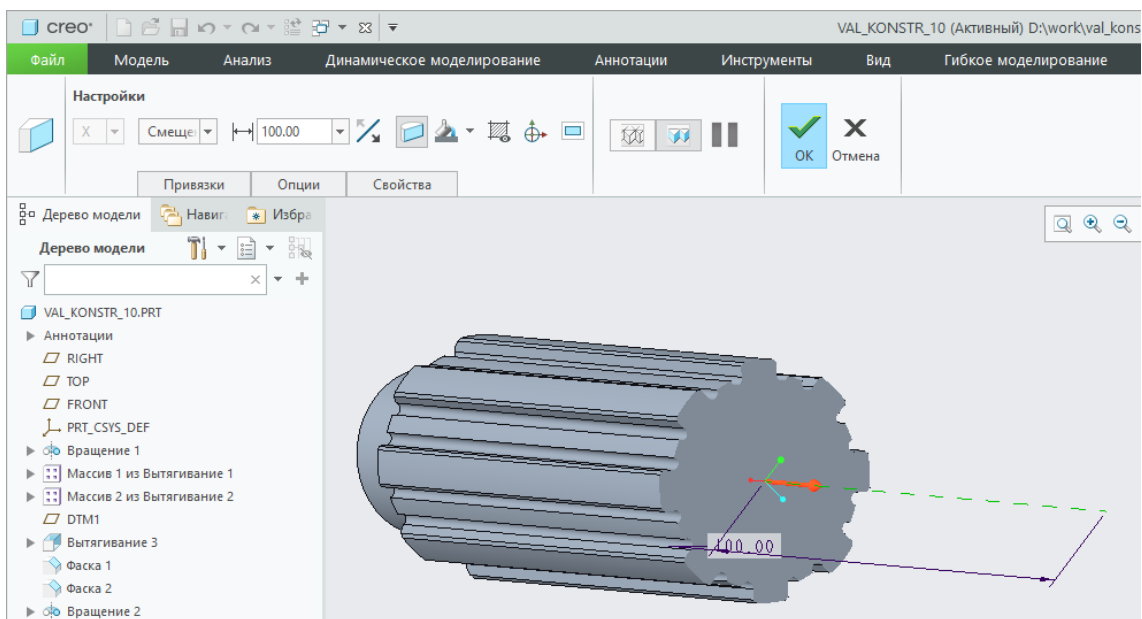 creo
VAL_KONSTR_10 (Активный) D:\work\val_kons
Файл Модель Анализ Динамическое моделирование Аннотации Инструменты Вид Гибкое моделирование
Настройки
X Смеще 100.00 ОК Отмена
Привязки Опции Свойства
Дерево модели Навиг Избра
Дерево модели
VAL_KONSTR_10.PRT
Аннотации
RIGHT
TOP
FRONT
PRT_CSYS_DEF
Вращение 1
Массив 1 из Вытягивание 1
Массив 2 из Вытягивание 2
DTM1
Вытягивание 3
Фаска 1
Фаска 2
Вращение 2
100.00